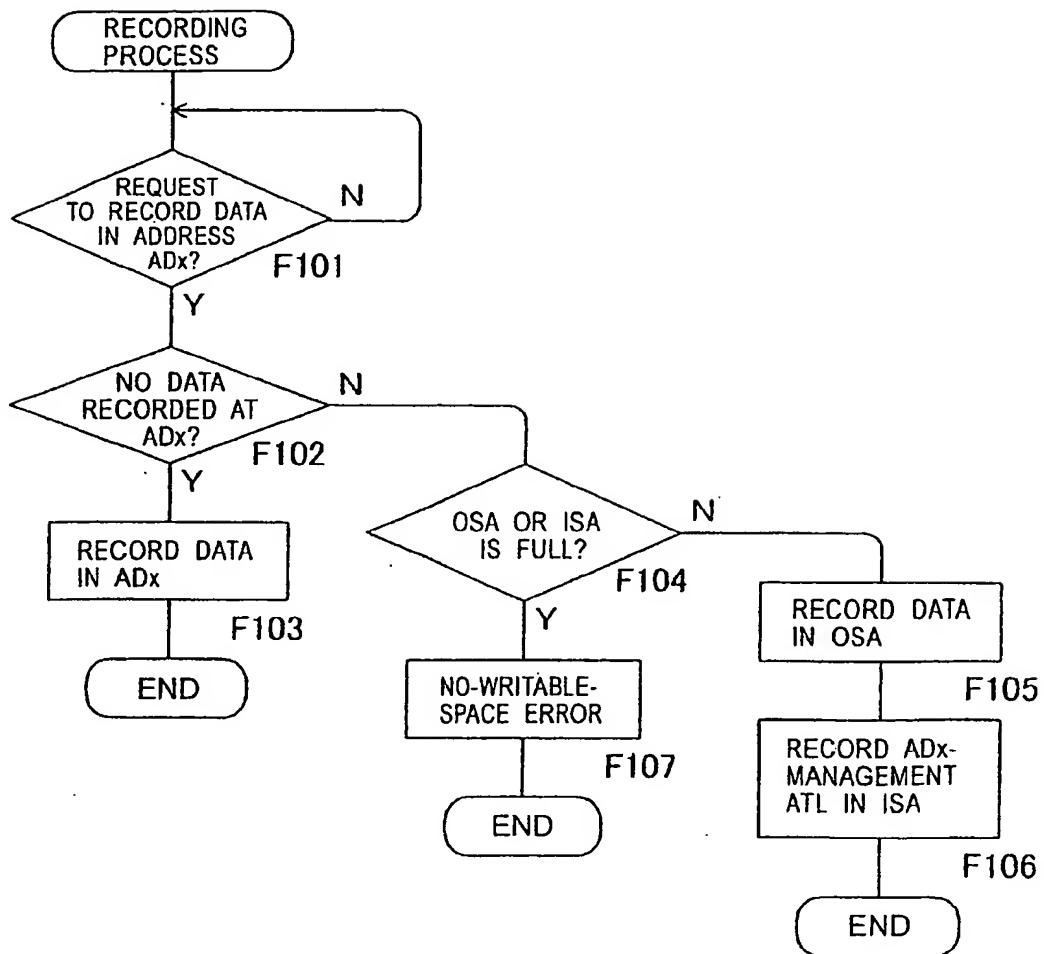 RECORDING
PROCESS
REQUEST
TO RECORD DATA
IN ADDRESS
ADx?
N
F101
Y
NO DATA
RECORDED AT
ADx?
N
F102
Y
RECORD DATA
IN ADx
F103
END
OSA OR ISA
IS FULL?
N
F104
Y
NO-WRITABLE-
SPACE ERROR
F107
END
RECORD DATA
IN OSA
F105
RECORD ADx-
MANAGEMENT
ATL IN ISA
F106
END